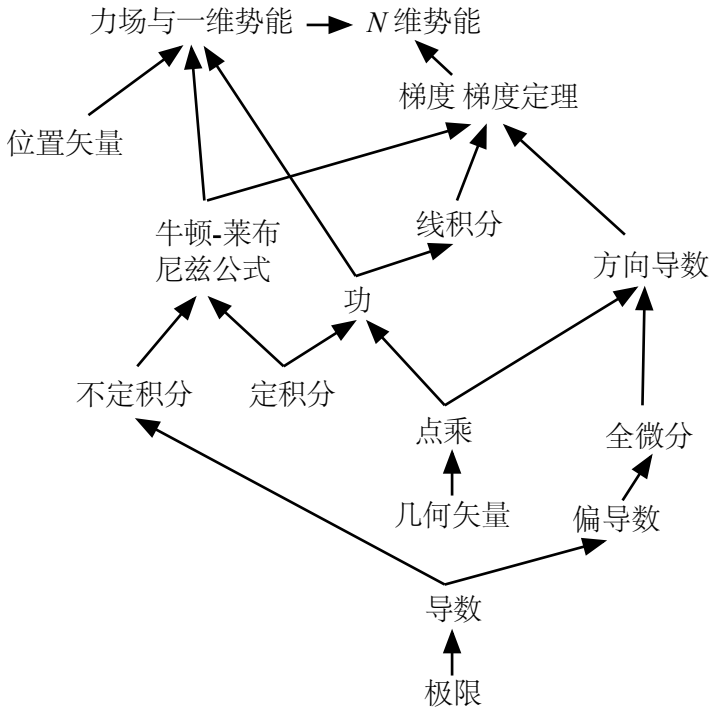 力场与一维势能
N 维势能
梯度 梯度定理
位置矢量
线积分
牛顿-莱布
尼兹公式
方向导数
功
不定积分
定积分
点乘
全微分
几何矢量
偏导数
导数
极限